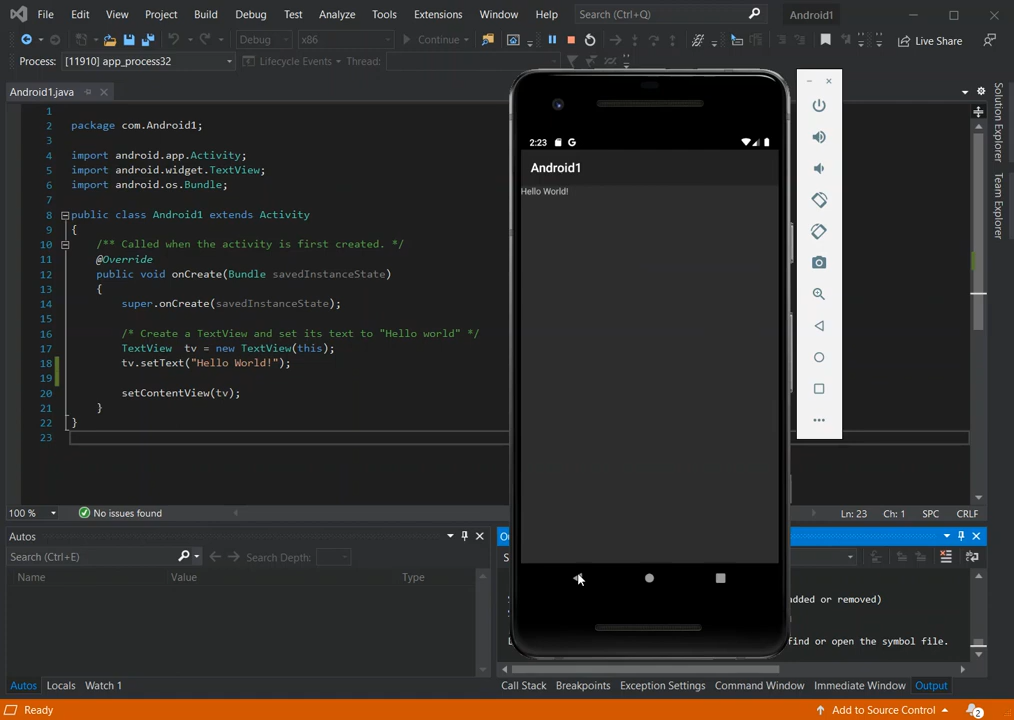 File Edit View Project Build Debug Test Analyze Tools Extensions Window Help Search (Ctrl+Q) Android1
Debug x86 Continue Live Share
Process: [11910] app_process32 Lifecycle Events Thread:
Android1.java
1
2 package com.Android1;
3
4 import android.app.Activity;
5 import android.widget.TextView;
6 import android.os.Bundle;
7
8 public class Android1 extends Activity
9 {
10 /** Called when the activity is first created. */
11 @Override
12 public void onCreate(Bundle savedInstanceState)
13 {
14 super.onCreate(savedInstanceState);
15
16 /* Create a TextView and set its text to "Hello world" */
17 TextView tv = new TextView(this);
18 tv.setText("Hello World!");
19
20 setContentView(tv);
21 }
22 }
23
2:23 G
Android1
Hello World!
Solution Explorer
Team Explorer
100 % No issues found Ln: 23 Ch: 1 SPC CRLF
Autos
Search (Ctrl+E) Search Depth:
Name Value Type
added or removed)
find or open the symbol file.
Autos Locals Watch 1
Call Stack Breakpoints Exception Settings Command Window Immediate Window Output
Ready Add to Source Control 2